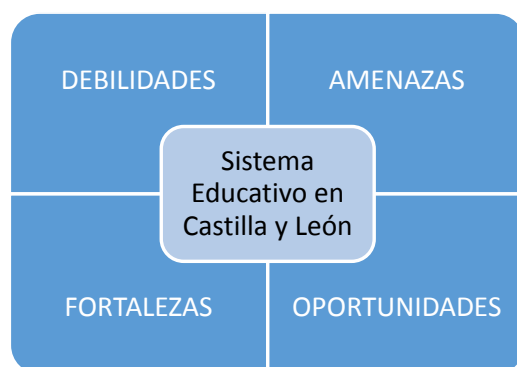 DEBILIDADES
AMENAZAS
Sistema
Educativo en
Castilla y León
FORTALEZAS
OPORTUNIDADES